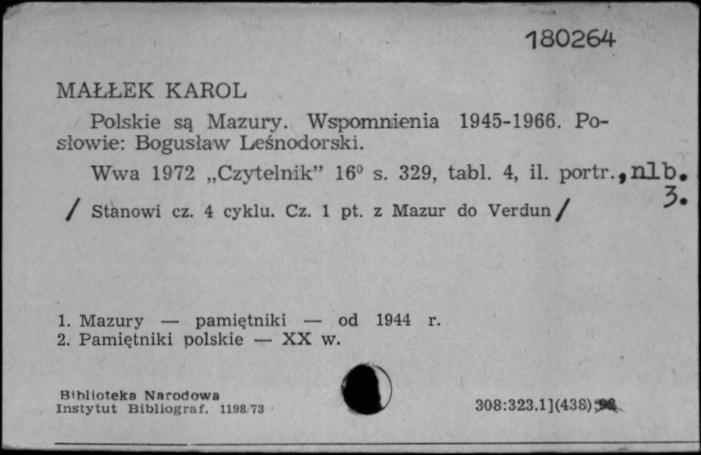 180264
MAŁŁEK KAROL
Polskie są Mazury. Wspomnienia 1945-1966. Po-
słowie: Bogusław Leśnodorski.
Wwa 1972 „Czytelnik” 16⁰ s. 329, tabl. 4, il. portr., nlb.
3.
/ Stanowi cz. 4 cyklu. Cz. 1 pt. z Mazur do Verdun /
1. Mazury — pamiętniki — od 1944 r.
2. Pamiętniki polskie — XX w.
Biblioteka Narodowa
Instytut Bibliograf. 1198/73
308:323.1](438)